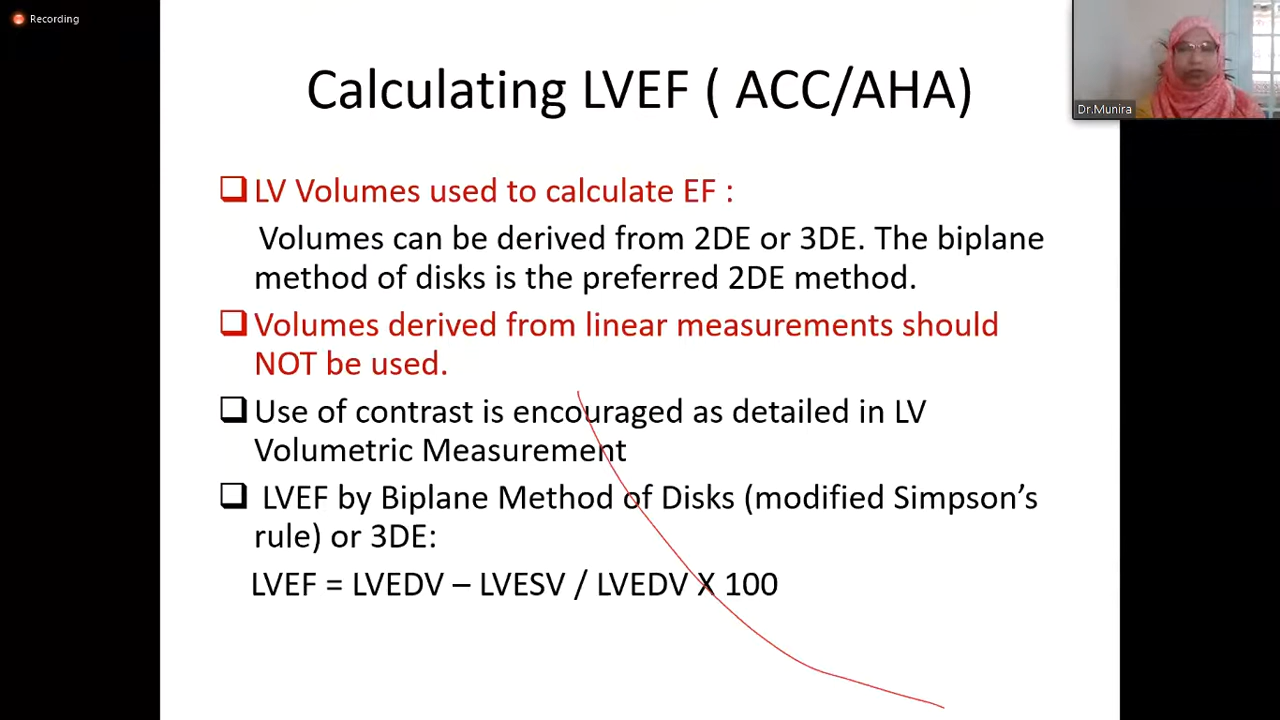 Recording
Calculating LVEF ( ACC/AHA)
Dr.Munira
LV Volumes used to calculate EF :
Volumes can be derived from 2DE or 3DE. The biplane
method of disks is the preferred 2DE method.
Volumes derived from linear measurements should
NOT be used.
Use of contrast is encouraged as detailed in LV
Volumetric Measurement
LVEF by Biplane Method of Disks (modified Simpson’s
rule) or 3DE:
LVEF = LVEDV – LVESV / LVEDV X 100